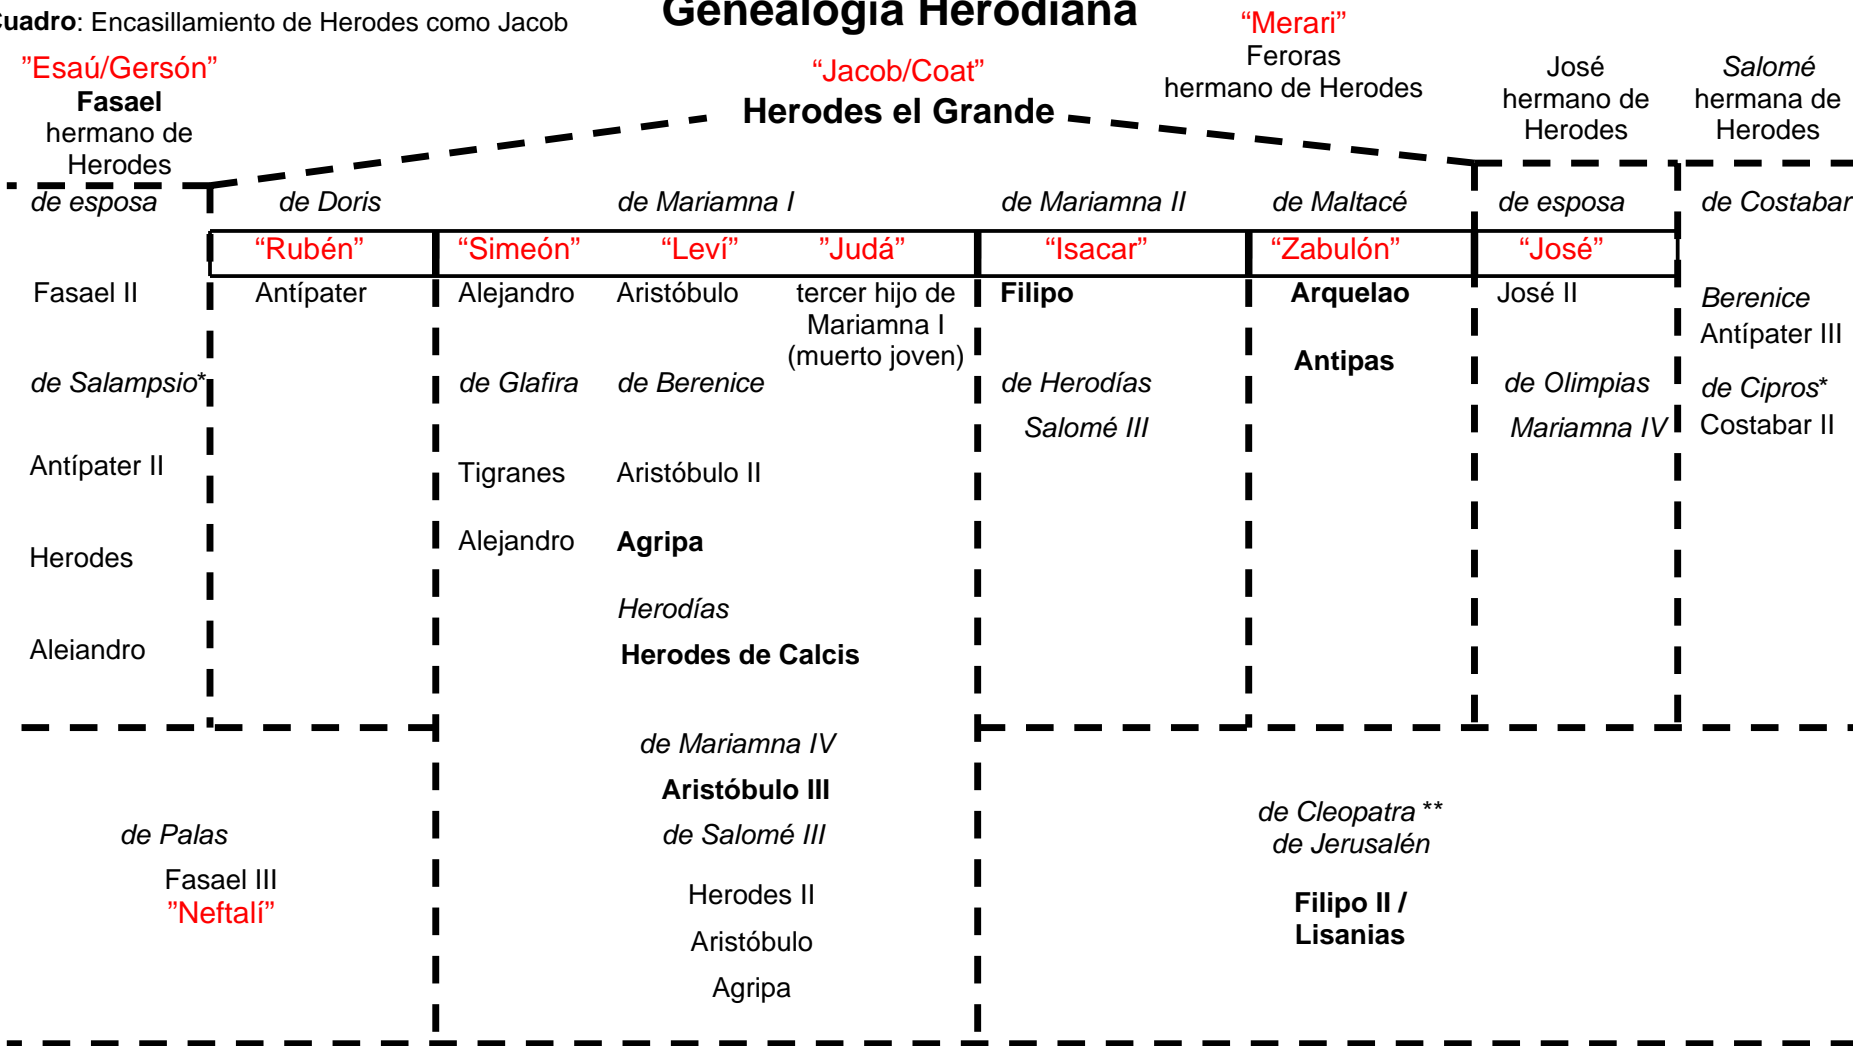 Cuadro: Encasillamiento de Herodes como Jacob
Genealogía Herodiana
"Esaú/Gersón"
Fasael
hermano de
Herodes
"Jacob/Coat"
Herodes el Grande
"Merari"
Feroras
hermano de Herodes
José
hermano de
Herodes
Salomé
hermana de
Herodes
de esposa
de Doris
de Mariamna I
de Mariamna II
de Maltacé
de esposa
de Costabar
"Rubén"
"Simeón"
"Leví"
"Judá"
"Isacar"
"Zabulón"
"José"
Fasael II
Antípater
Alejandro
Aristóbulo
tercer hijo de
Mariamna I
(muerto joven)
Filipo
Arquelao
Antipas
José II
Berenice
Antípater III
de Salampsio*
de Glafira
de Berenice
de Herodías
Salomé III
de Olimpias
Mariamna IV
de Cipros*
Costabar II
Antípater II
Tigranes
Aristóbulo II
Herodes
Alejandro
Agripa
Herodías
Alejandro
Herodes de Calcis
de Mariamna IV
Aristóbulo III
de Salomé III
Herodes II
Aristóbulo
Agripa
de Palas
Fasael III
"Neftalí"
de Cleopatra **
de Jerusalén
Filipo II /
Lisanias